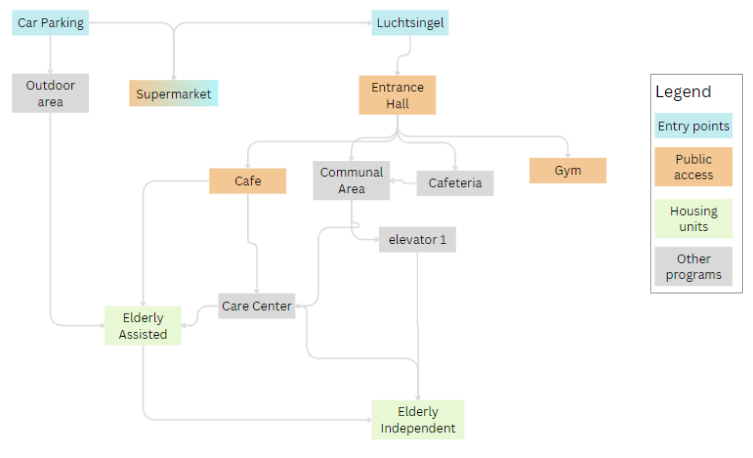 Car Parking
Luchtsingel
Outdoor
area
Supermarket
Entrance
Hall
Legend
Entry points
Public
access
Housing
units
Other
programs
Cafe
Communal
Area
Cafeteria
Gym
elevator 1
Care Center
Elderly
Assisted
Elderly
Independent